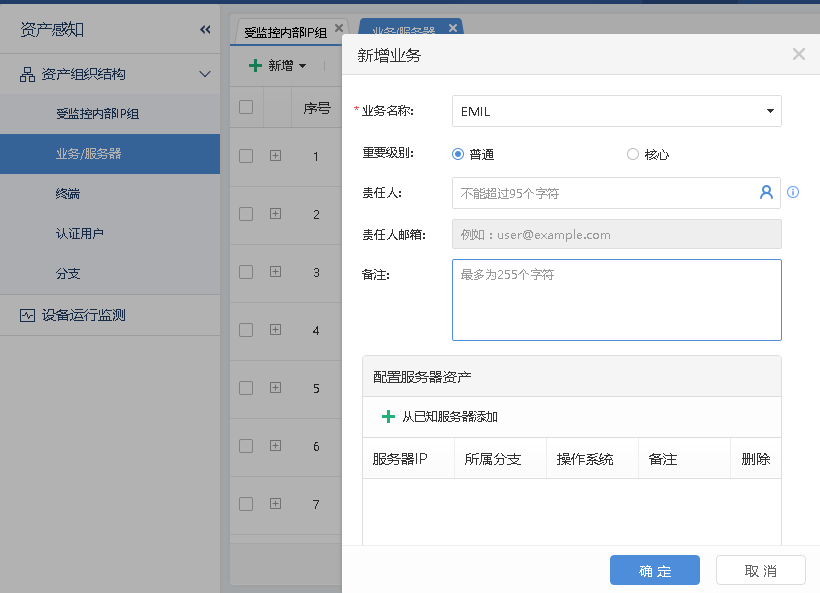 资产感知
资产组织结构
受监控内部IP组
业务/服务器
终端
认证用户
分支
设备运行监测
受监控内部IP组
业务/服务器
新增
序号
1
2
3
4
5
6
7
新增业务
* 业务名称: EMIL
重要级别: 普通 核心
责任人: 不能超过95个字符
责任人邮箱: 例如：user@example.com
备注: 最多为255个字符
配置服务器资产
从已知服务器添加
服务器IP 所属分支 操作系统 备注 删除
确 定 取 消